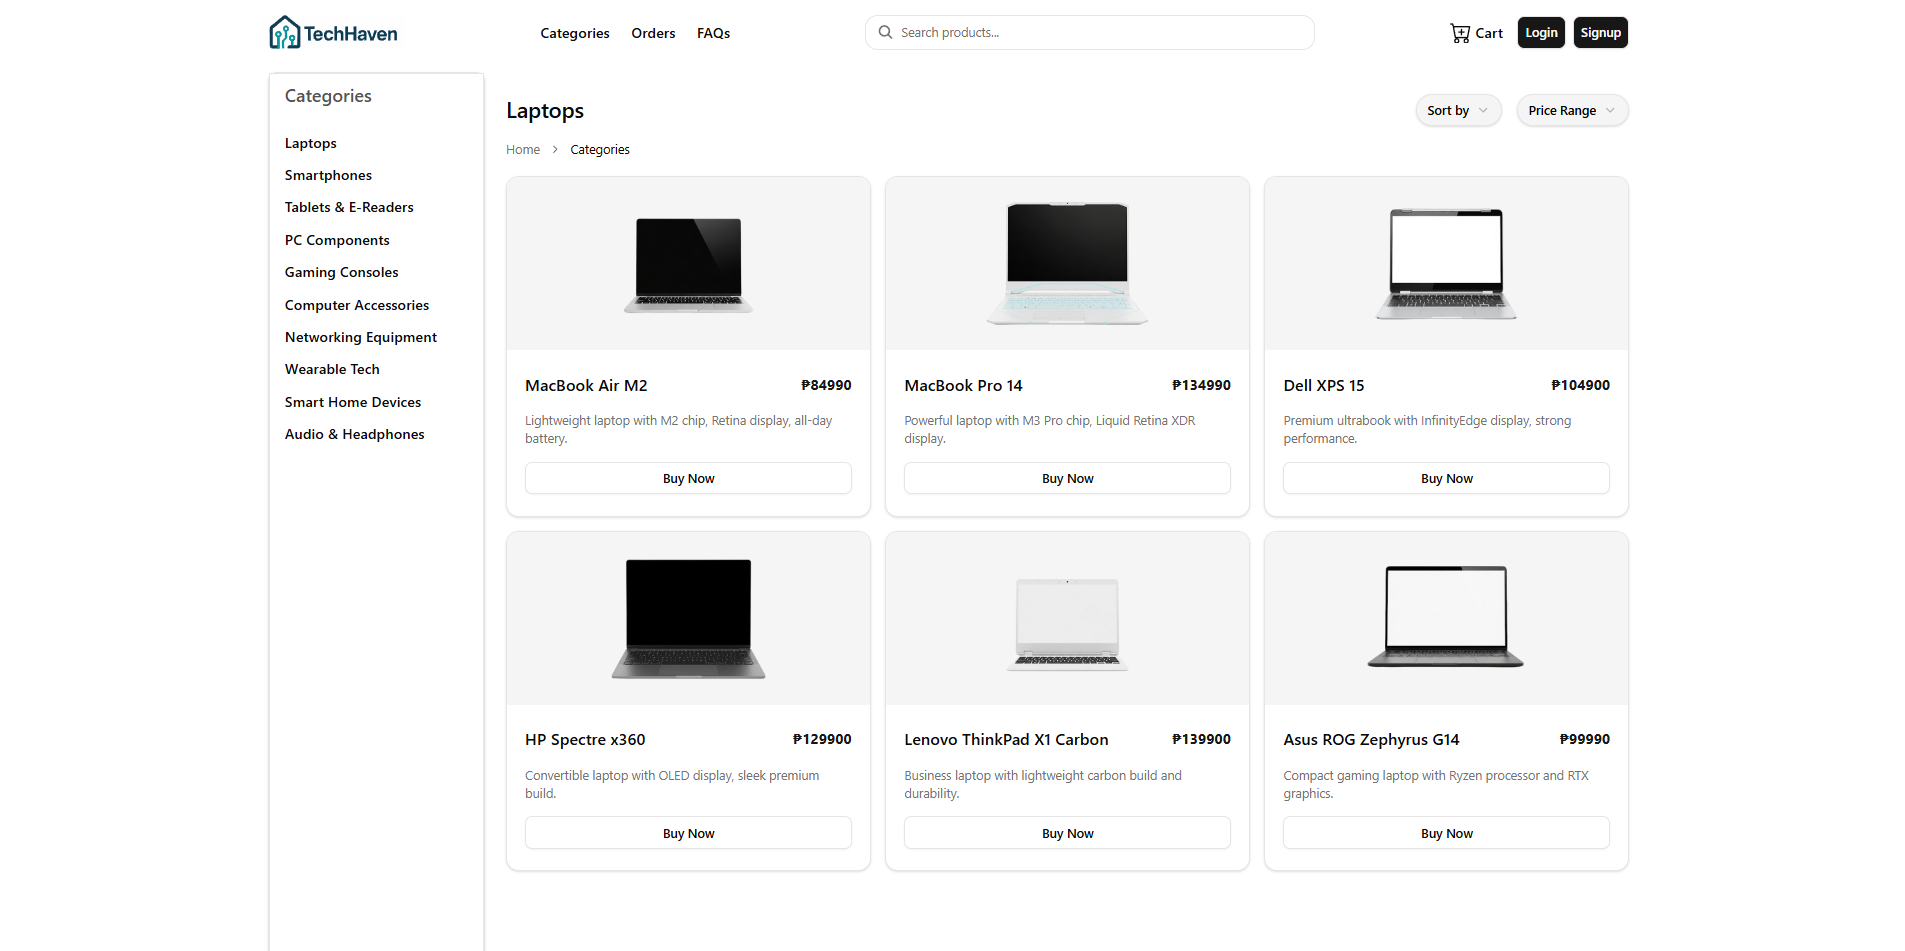 TechHaven
Categories Orders FAQs
Search products...
Cart
Login
Signup
Categories
Laptops
Smartphones
Tablets & E-Readers
PC Components
Gaming Consoles
Computer Accessories
Networking Equipment
Wearable Tech
Smart Home Devices
Audio & Headphones
Laptops
Sort by
Price Range
Home > Categories
MacBook Air M2 ₱84990
Lightweight laptop with M2 chip, Retina display, all-day
battery.
Buy Now
MacBook Pro 14 ₱134990
Powerful laptop with M3 Pro chip, Liquid Retina XDR
display.
Buy Now
Dell XPS 15 ₱104900
Premium ultrabook with InfinityEdge display, strong
performance.
Buy Now
HP Spectre x360 ₱129900
Convertible laptop with OLED display, sleek premium
build.
Buy Now
Lenovo ThinkPad X1 Carbon ₱139900
Business laptop with lightweight carbon build and
durability.
Buy Now
Asus ROG Zephyrus G14 ₱99990
Compact gaming laptop with Ryzen processor and RTX
graphics.
Buy Now